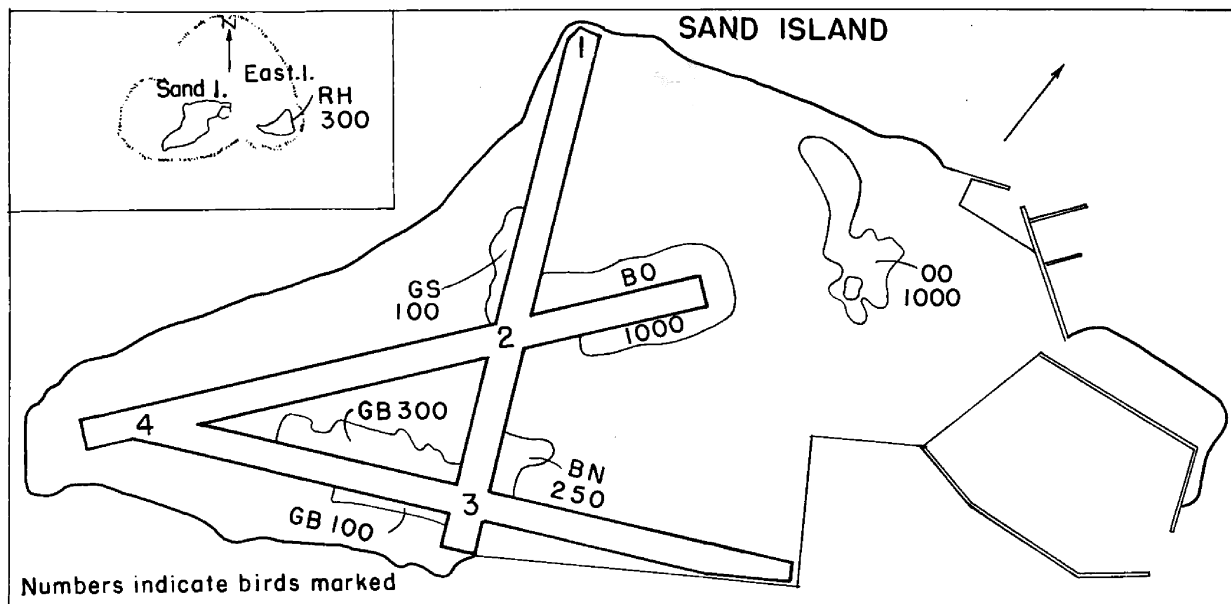 SAND ISLAND
N
East.I.
Sand I.
RH
300
1
GS
100
BO
1000
OO
1000
2
4
GB 300
BN
250
3
GB 100
Numbers indicate birds marked